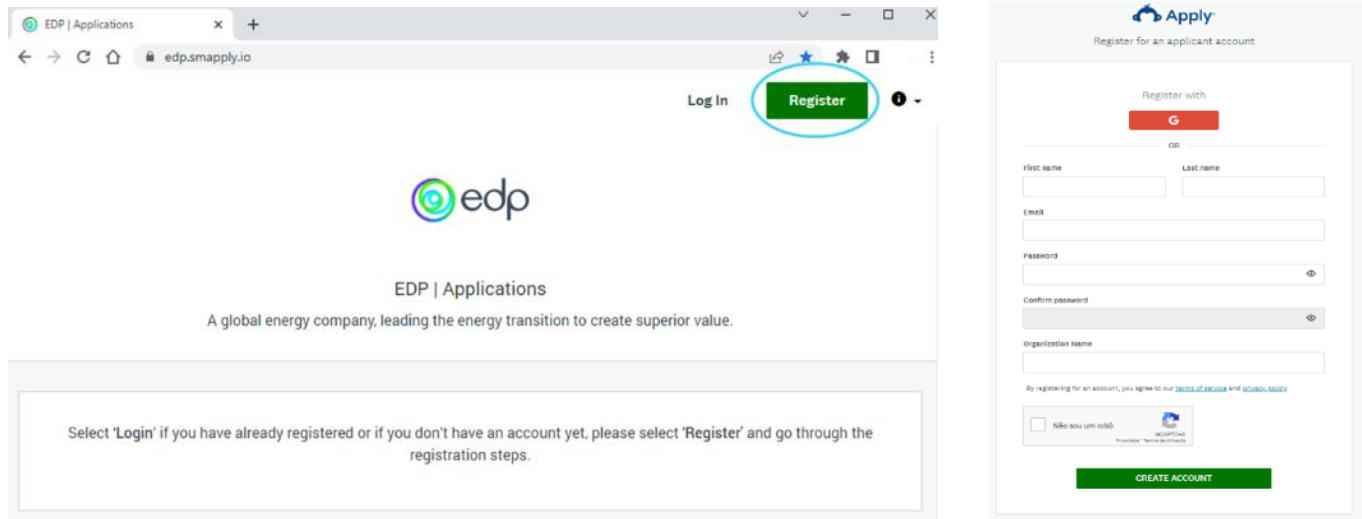 EDP | Applications
edp.smapply.io
Log In
Register
edp
EDP | Applications
A global energy company, leading the energy transition to create superior value.
Select 'Login' if you have already registered or if you don't have an account yet, please select 'Register' and go through the
registration steps.
Apply
Register for an applicant account
Register with
G
OR
First name
Last name
Email
Password
Confirm password
Organization Name
By registering for an account, you agree to our terms of service and privacy policy
Não sou um robô
reCAPTCHA
Privacidade - Termos de Utilização
CREATE ACCOUNT